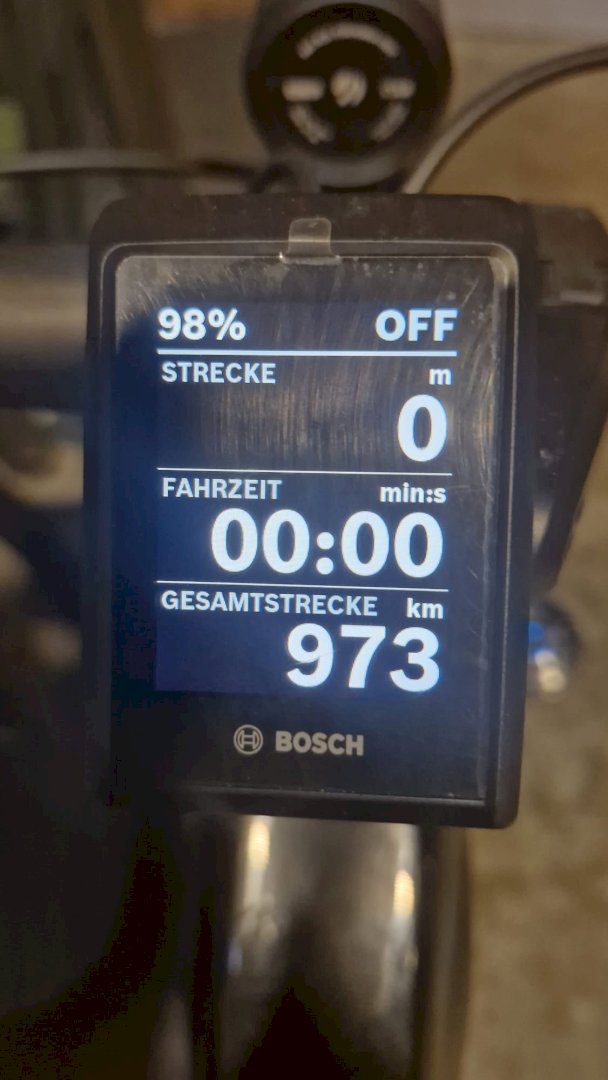 98% OFF
STRECKE m
0
FAHRZEIT min:s
00:00
GESAMTSTRECKE km
973
BOSCH